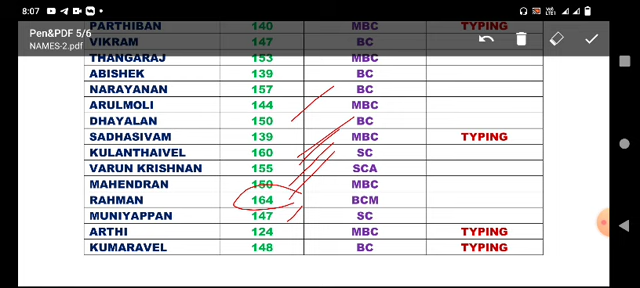 8:07
Pen&PDF 5/6
NAMES-2.pdf
PARTHIBAN 140 MBC TYPING
VIKRAM 147 BC
THANGARAJ 153 MBC
ABISHEK 139 BC
NARAYANAN 157 BC
ARULMOLI 144 MBC
DHAYALAN 150 BC
SADHASIVAM 139 MBC TYPING
KULANTHAIVEL 160 SC
VARUN KRISHNAN 155 SCA
MAHENDRAN 150 MBC
RAHMAN 164 BCM
MUNIYAPPAN 147 SC
ARTHI 124 MBC TYPING
KUMARAVEL 148 BC TYPING